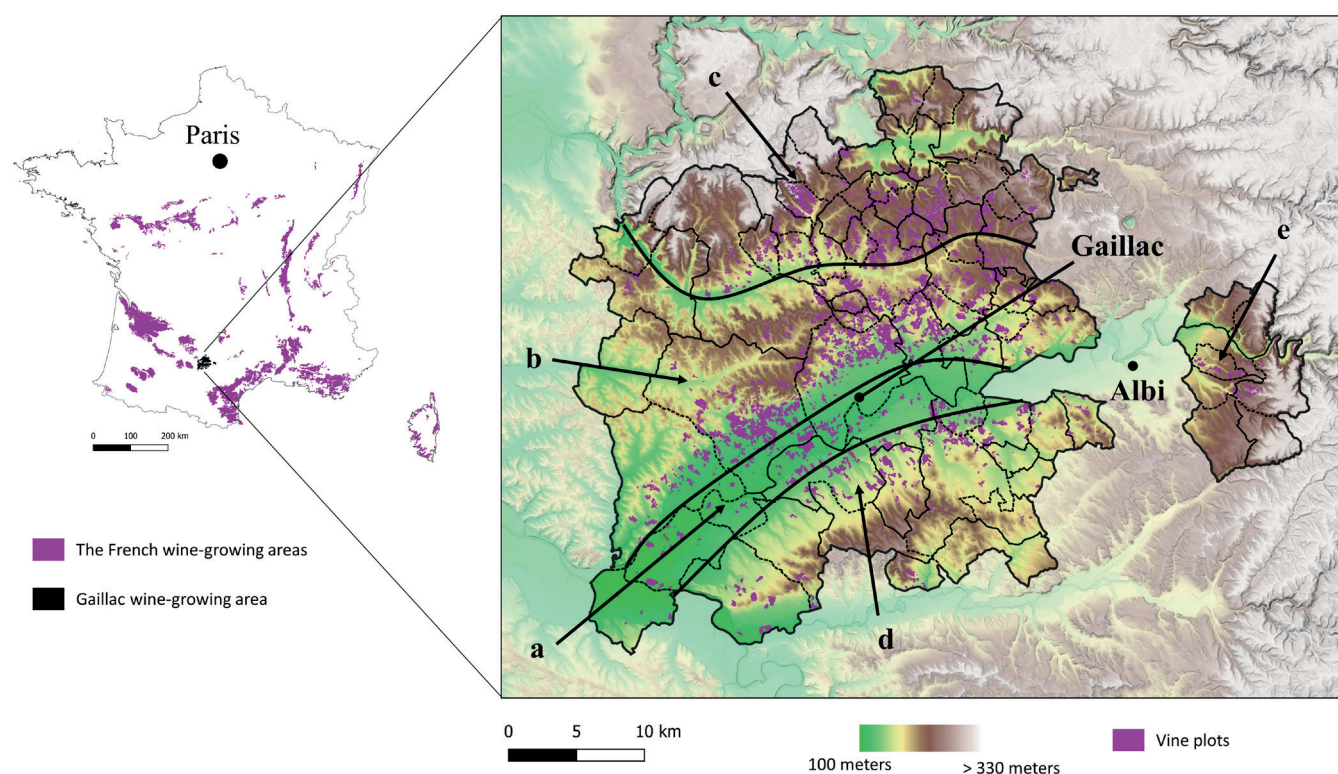 Paris
0 100 200 km
The French wine-growing areas
Gaillac wine-growing area
c
Gaillac
e
b
Albi
a
d
0 5 10 km
100 meters > 330 meters
Vine plots